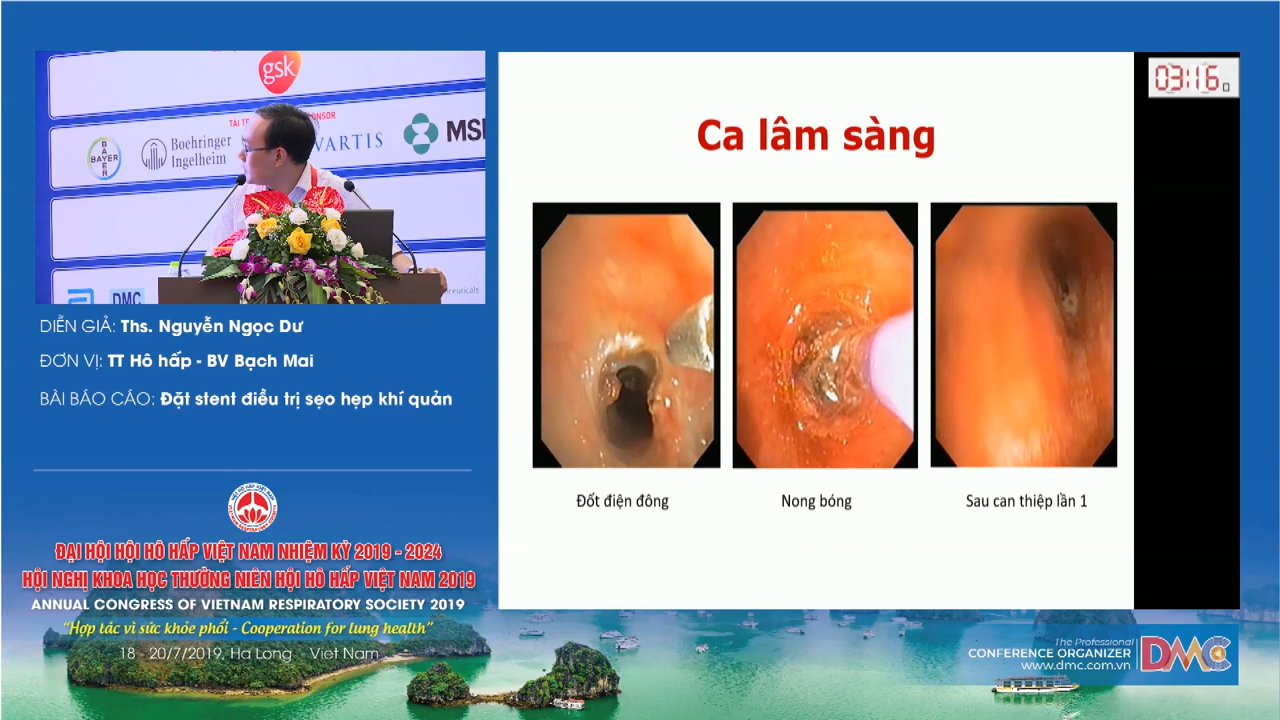 gsk
TÀI TR
SOR
BAYER
BAYER
Boehringer
Ingelheim
VARTIS
DMC
ceuticals
DIỄN GIẢ: Ths. Nguyễn Ngọc Dư
ĐƠN VỊ: TT Hô hấp - BV Bạch Mai
BÀI BÁO CÁO: Đặt stent điều trị sẹo hẹp khí quản
ĐẠI HỘI HỘI HÔ HẤP VIỆT NAM NHIỆM KỲ 2019 - 2024
HỘI NGHỊ KHOA HỌC THƯỜNG NIÊN HỘI HÔ HẤP VIỆT NAM 2019
ANNUAL CONGRESS OF VIETNAM RESPIRATORY SOCIETY 2019
“Hợp tác vì sức khỏe phổi - Cooperation for lung health”
18 - 20/7/2019, Ha Long Viet Nam
Ca lâm sàng
Đốt điện đông
Nong bóng
Sau can thiệp lần 1
03:16
The Professional
CONFERENCE ORGANIZER
www.dmc.com.vn
DMC